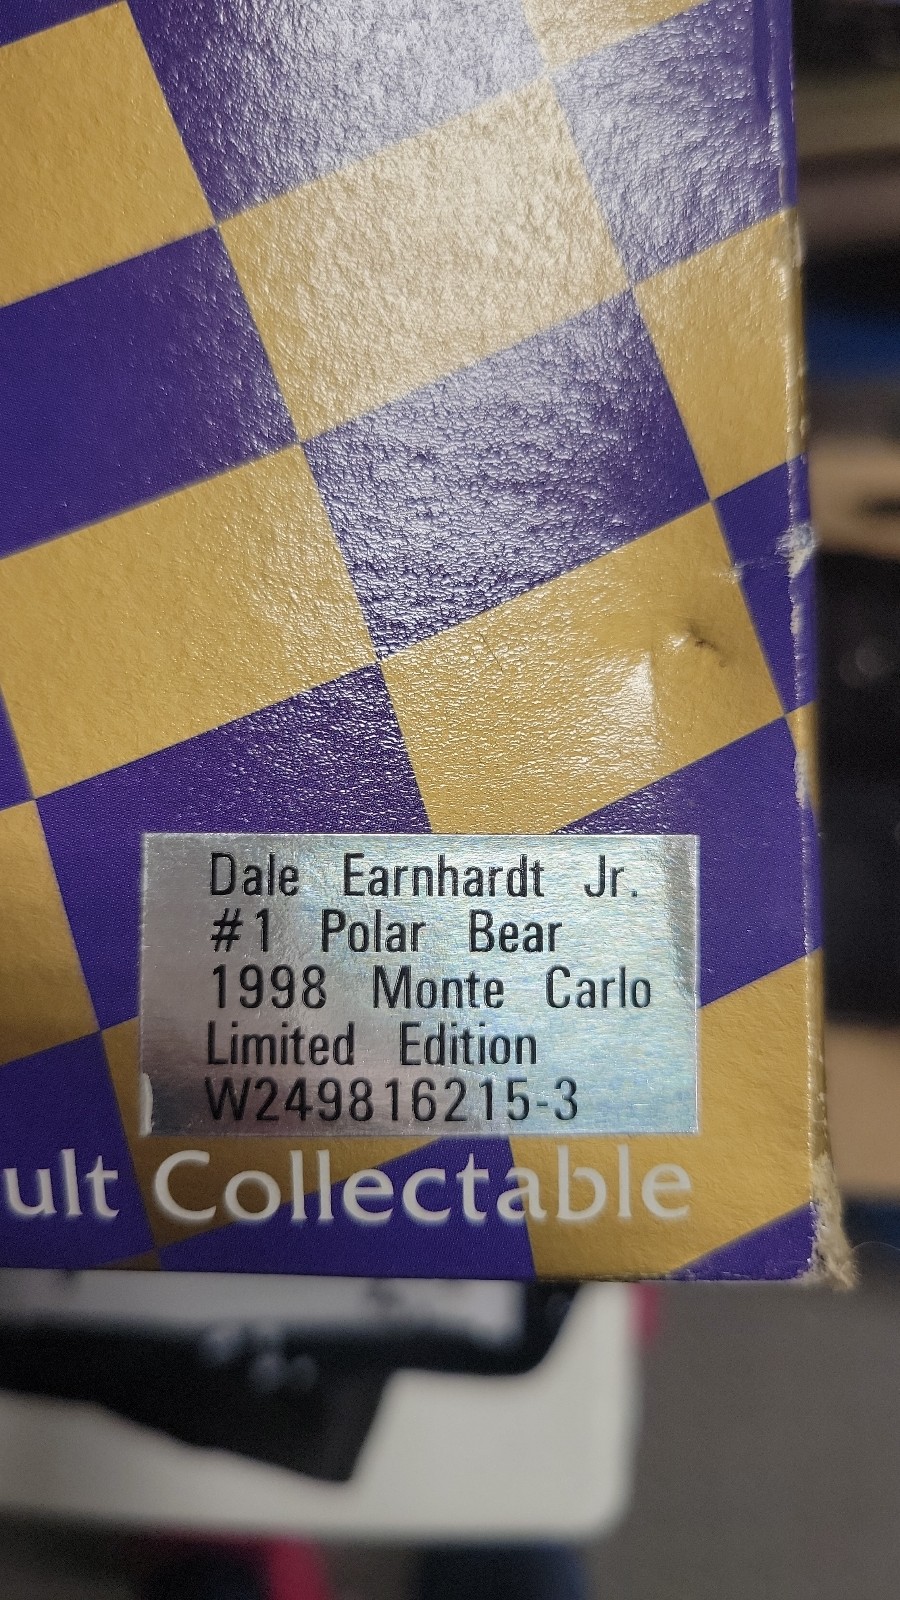 Dale Earnhardt Jr.
#1 Polar Bear
1998 Monte Carlo
Limited Edition
W249816215-3
ult Collectable